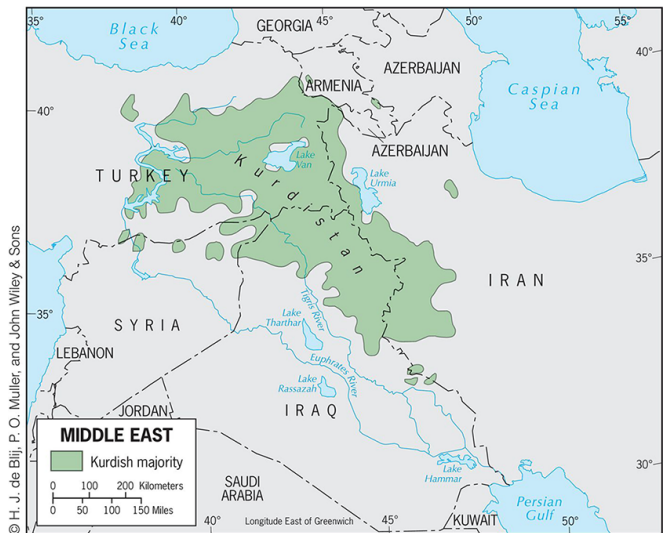 35°
40°
45°
50°
55°
Black
Sea
GEORGIA
40°
ARMENIA
AZERBAIJAN
Caspian
Sea
40°
AZERBAIJAN
Lake
Van
TURKEY
Kurdistan
Lake
Urmia
35°
IRAN
Tigris River
35°
SYRIA
Lake
Tharthar
LEBANON
Euphrates River
Lake
Rassazah
IRAQ
JORDAN
MIDDLE EAST
Kurdish majority
0 100 200 Kilometers
0 50 100 150 Miles
30°
Lake
Hammar
SAUDI
ARABIA
Persian
Gulf
40°
Longitude East of Greenwich
45°
KUWAIT
50°
© H. J. de Blij, P. O. Muller, and John Wiley & Sons